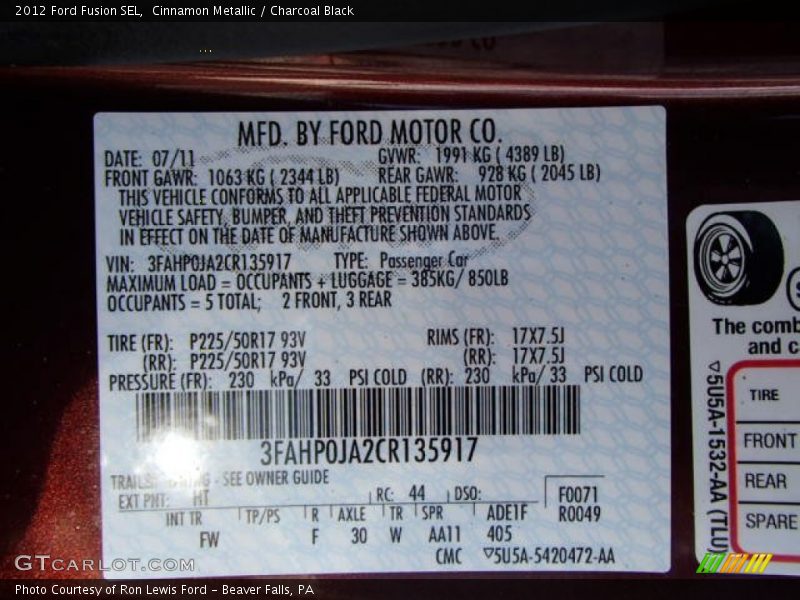 2012 Ford Fusion SEL, Cinnamon Metallic / Charcoal Black
MFD. BY FORD MOTOR CO.
DATE: 07/11 GVWR: 1991 KG ( 4389 LB)
FRONT GAWR: 1063 KG ( 2344 LB) REAR GAWR: 928 KG ( 2045 LB)
THIS VEHICLE CONFORMS TO ALL APPLICABLE FEDERAL MOTOR
VEHICLE SAFETY, BUMPER, AND THEFT PREVENTION STANDARDS
IN EFFECT ON THE DATE OF MANUFACTURE SHOWN ABOVE.
VIN: 3FAHP0JA2CR135917 TYPE: Passenger Car
MAXIMUM LOAD = OCCUPANTS + LUGGAGE = 385KG/ 850LB
OCCUPANTS = 5 TOTAL; 2 FRONT, 3 REAR
TIRE (FR): P225/50R17 93V RIMS (FR): 17X7.5J
(RR): P225/50R17 93V (RR): 17X7.5J
PRESSURE (FR): 230 kPa/ 33 PSI COLD (RR): 230 kPa/ 33 PSI COLD
3FAHP0JA2CR135917
- SEE OWNER GUIDE
EXT PNT: HT RC: 44 DSO: F0071
INT TR TP/PS R AXLE TR SPR ADE1F R0049
FW F 30 W AA11 405
CMC ▽5U5A-5420472-AA
The comb
and c
▽5U5A-1532-AA (TLU)
TIRE
FRONT
REAR
SPARE
GTCARLOT.COM
Photo Courtesy of Ron Lewis Ford - Beaver Falls, PA